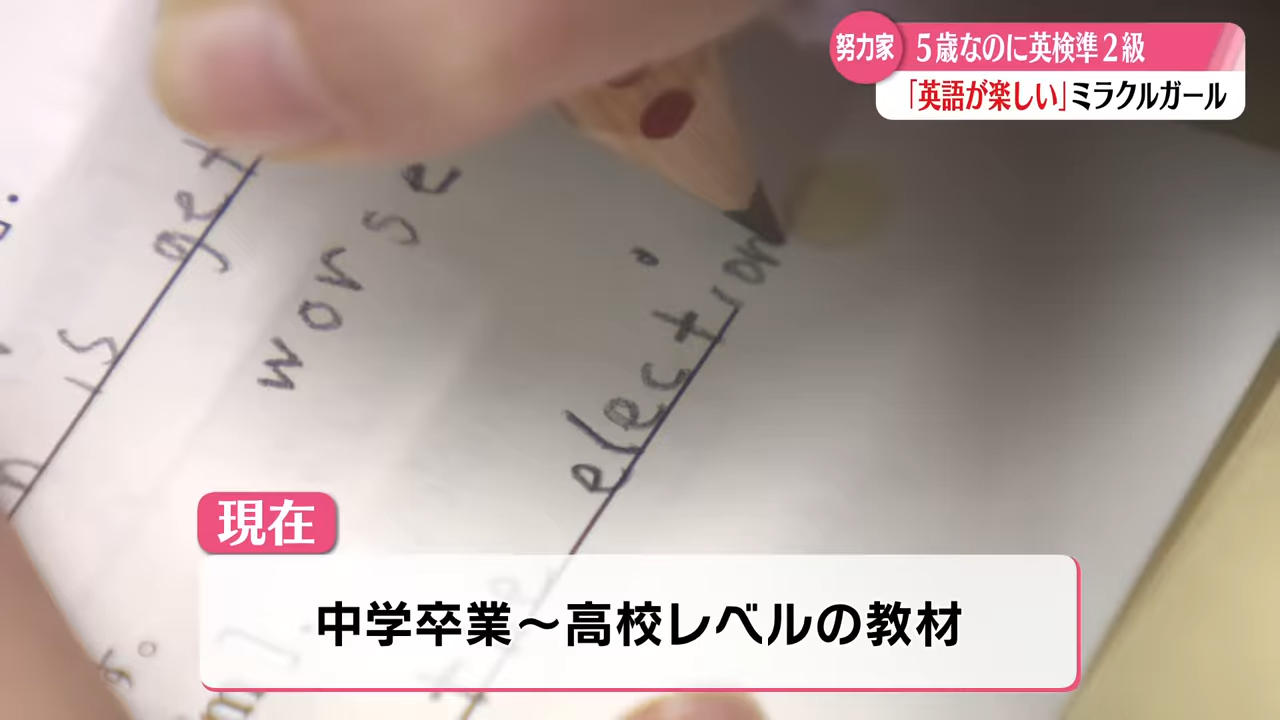 努力家
5歳なのに英検準2級
「英語が楽しい」ミラクルガール
is get
worse
election
現在
中学卒業～高校レベルの教材